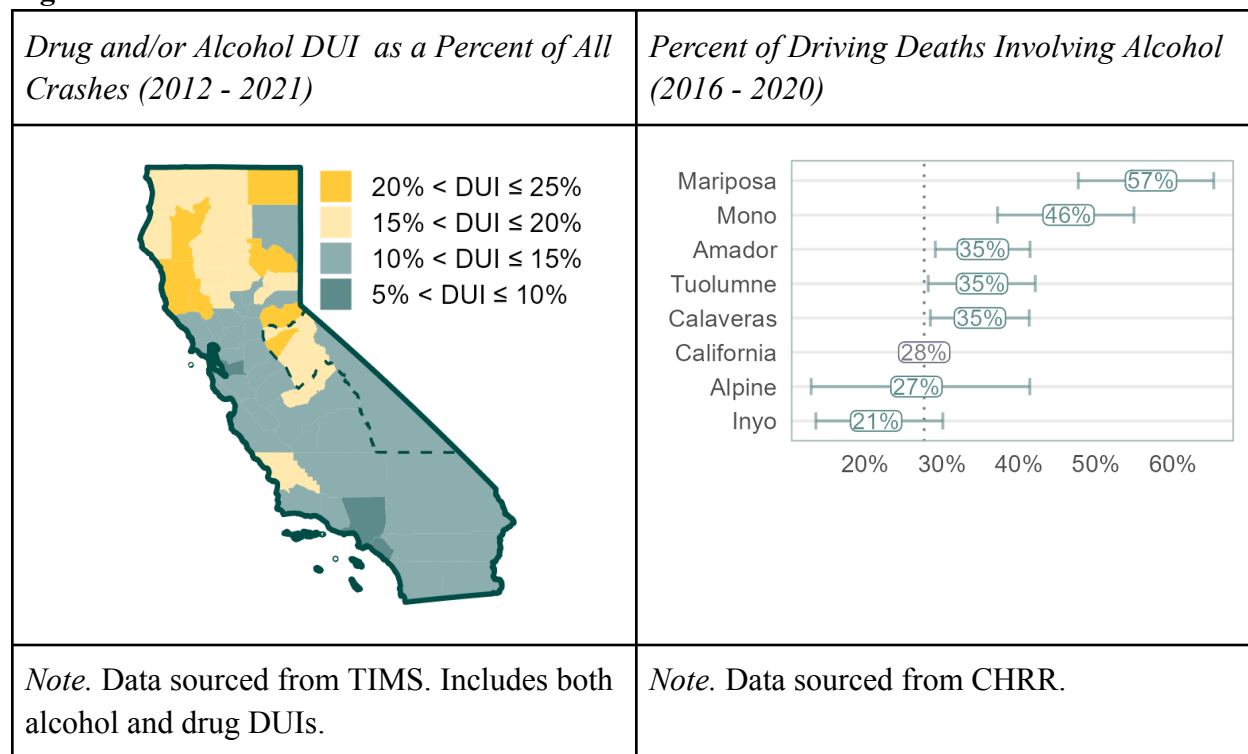 Drug and/or Alcohol DUI as a Percent of All
Crashes (2012 - 2021)
Percent of Driving Deaths Involving Alcohol
(2016 - 2020)
20% < DUI ≤ 25%
15% < DUI ≤ 20%
10% < DUI ≤ 15%
5% < DUI ≤ 10%
Mariposa 57%
Mono 46%
Amador 35%
Tuolumne 35%
Calaveras 35%
California 28%
Alpine 27%
Inyo 21%
20% 30% 40% 50% 60%
Note. Data sourced from TIMS. Includes both
alcohol and drug DUIs.
Note. Data sourced from CHRR.